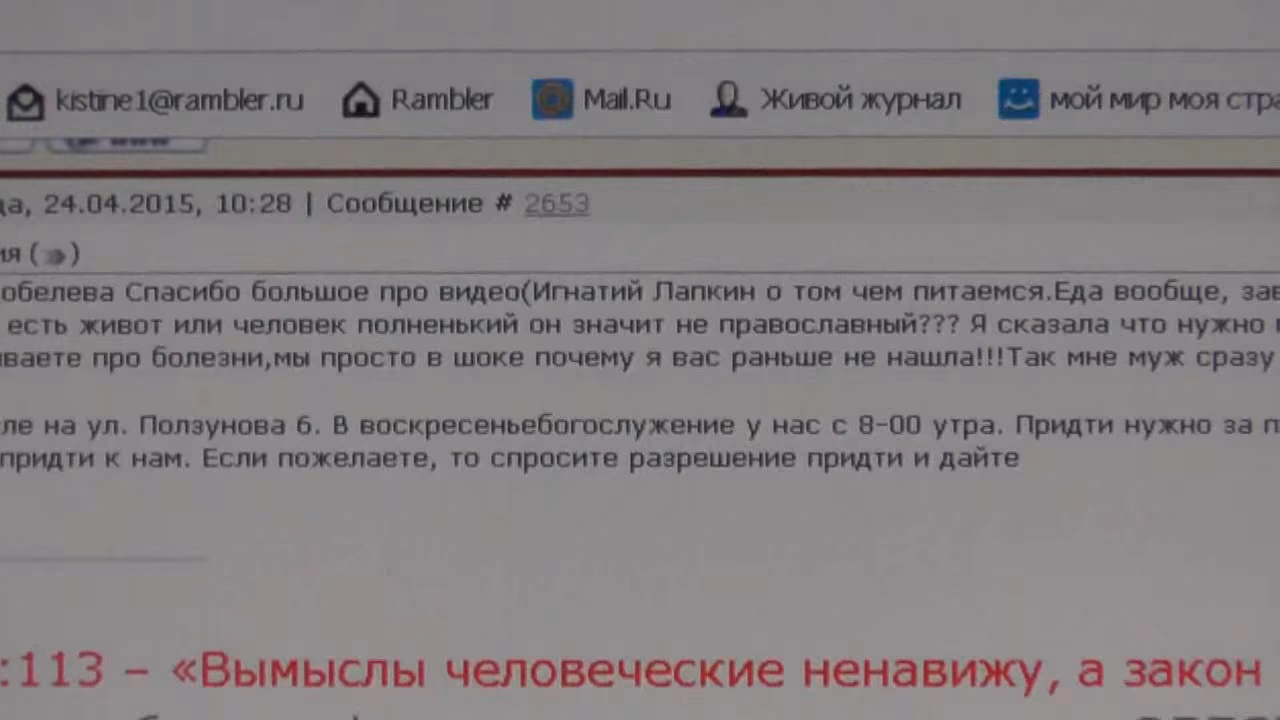 kistine1@rambler.ru Rambler Mail.Ru Живой журнал мой мир моя стра
www
да, 24.04.2015, 10:28 | Сообщение # 2653
ия ( )
обелева Спасибо большое про видео(Игнатий Лапкин о том чем питаемся.Еда вообще, зав
есть живот или человек полненький он значит не православный??? Я сказала что нужно
ваете про болезни,мы просто в шоке почему я вас раньше не нашла!!!Так мне муж сразу
ле на ул. Ползунова 6. В воскресеньебогослужение у нас с 8-00 утра. Придти нужно за п
придти к нам. Если пожелаете, то спросите разрешение придти и дайте
:113 – «Вымыслы человеческие ненавижу, а закон